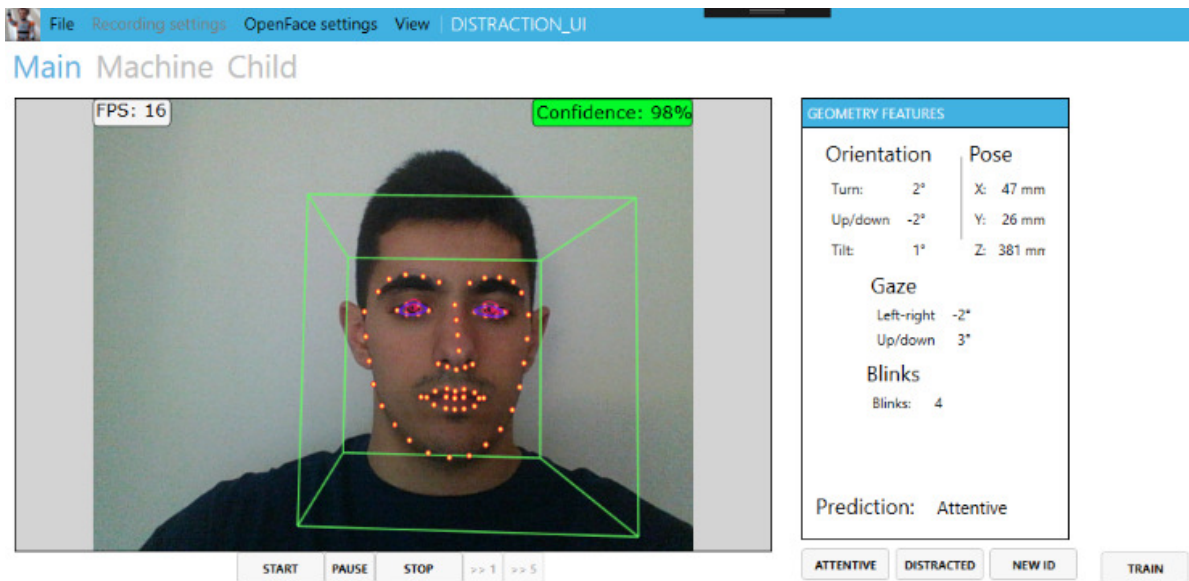 File Recording settings OpenFace settings View DISTRACTION_UI
Main Machine Child
FPS: 16
Confidence: 98%
GEOMETRY FEATURES
Orientation Pose
Turn: 2° X: 47 mm
Up/down -2° Y: 26 mm
Tilt: 1° Z: 381 mm
Gaze
Left-right -2°
Up/down 3°
Blinks
Blinks: 4
Prediction: Attentive
START PAUSE STOP >> 1 >> 5
ATTENTIVE DISTRACTED NEW ID TRAIN